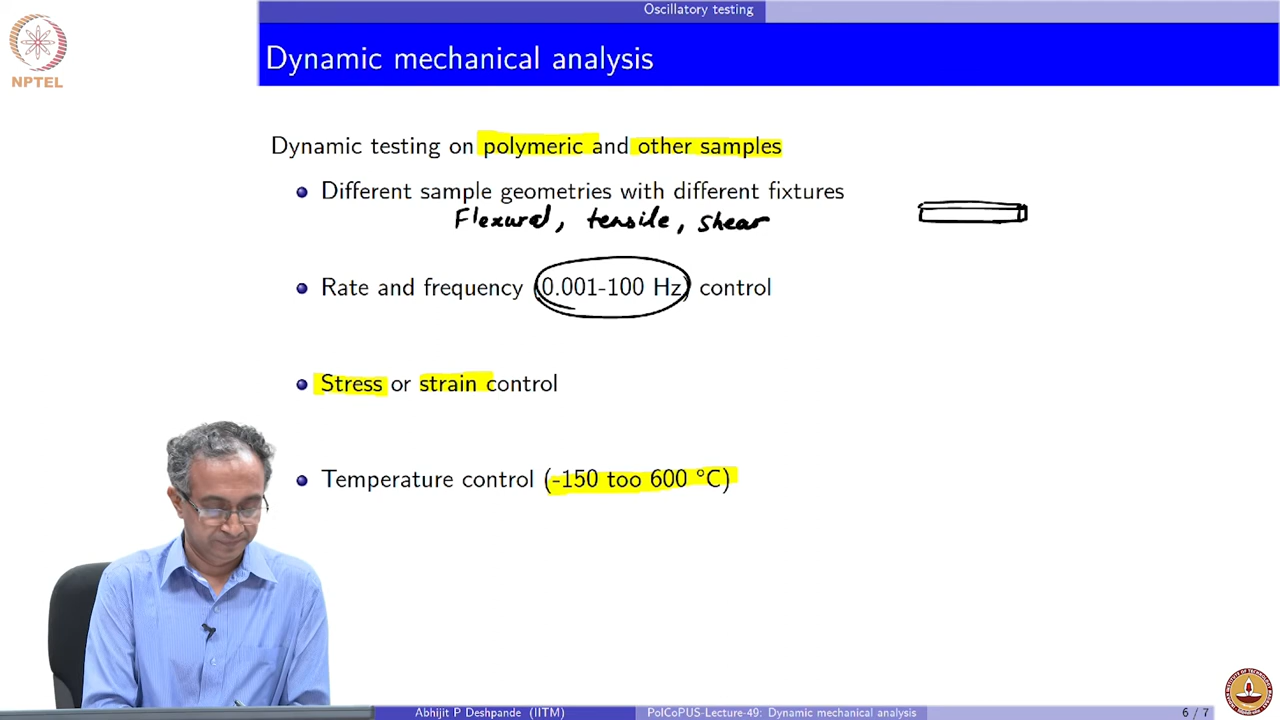 Oscillatory testing
NPTEL
Dynamic mechanical analysis
Dynamic testing on polymeric and other samples
Different sample geometries with different fixtures
Flexural, tensile, shear
Rate and frequency (0.001-100 Hz) control
Stress or strain control
Temperature control (-150 too 600 °C)
Abhijit P Deshpande (IITM) PolCoPUS-Lecture-49: Dynamic mechanical analysis 6 / 7